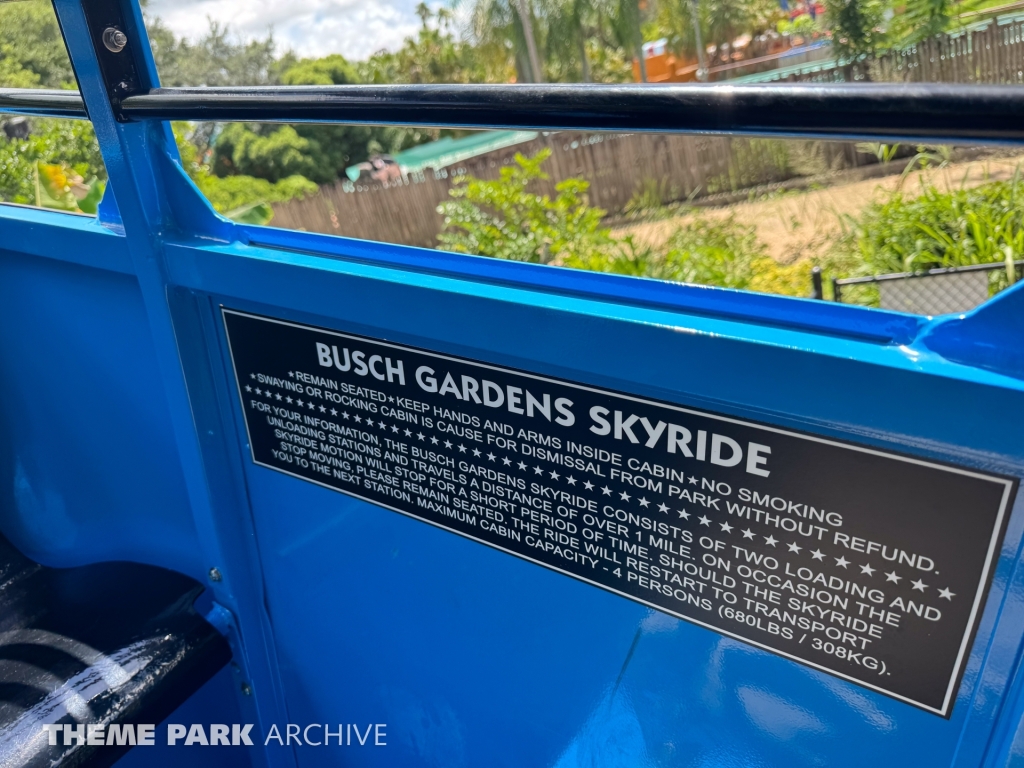 BUSCH GARDENS SKYRIDE
★REMAIN SEATED★KEEP HANDS AND ARMS INSIDE CABIN★NO SMOKING
★SWAYING OR ROCKING CABIN IS CAUSE FOR DISMISSAL FROM PARK WITHOUT REFUND.
FOR YOUR INFORMATION, THE BUSCH GARDENS SKYRIDE CONSISTS OF TWO LOADING AND
UNLOADING STATIONS AND TRAVELS A DISTANCE OF OVER 1 MILE. ON OCCASION THE
SKYRIDE MOTION WILL STOP FOR A SHORT PERIOD OF TIME. SHOULD THE SKYRIDE
STOP MOVING, PLEASE REMAIN SEATED, THE RIDE WILL RESTART TO TRANSPORT
YOU TO THE NEXT STATION. MAXIMUM CABIN CAPACITY - 4 PERSONS (680LBS / 308KG).
THEME PARK ARCHIVE